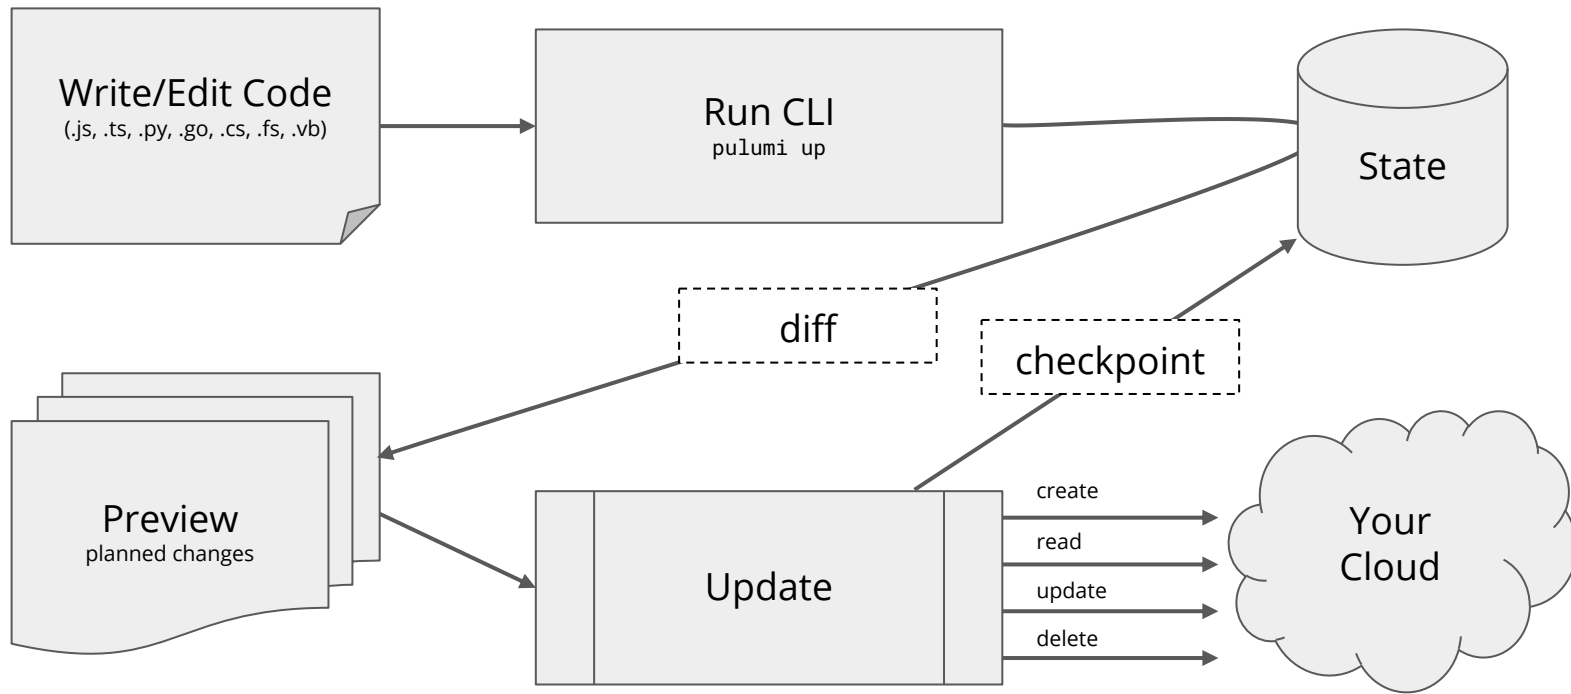 Write/Edit Code
(.js, .ts, .py, .go, .cs, .fs, .vb)
Run CLI
pulumi up
State
diff
checkpoint
Preview
planned changes
Update
create
read
update
delete
Your
Cloud